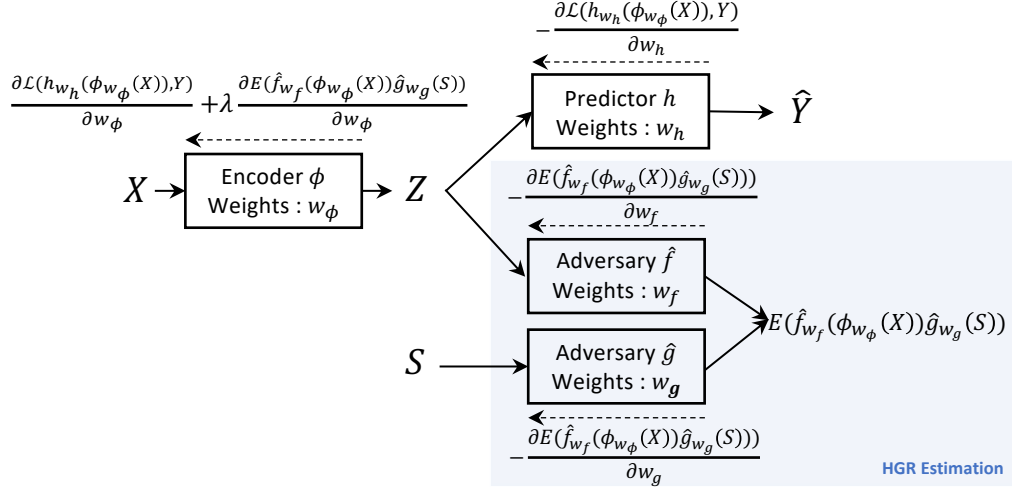 −∂ℒ(h_{w_h}(ϕ_{w_ϕ}(X)),Y)/∂w_h
∂ℒ(h_{w_h}(ϕ_{w_ϕ}(X)),Y)/∂w_ϕ +λ ∂E(f̂_{w_f}(ϕ_{w_ϕ}(X))ĝ_{w_g}(S))/∂w_ϕ
Predictor h
Weights : w_h
Ŷ
X
Encoder ϕ
Weights : w_ϕ
Z
−∂E(f̂_{w_f}(ϕ_{w_ϕ}(X))ĝ_{w_g}(S)))/∂w_f
Adversary f̂
Weights : w_f
E(f̂_{w_f}(ϕ_{w_ϕ}(X))ĝ_{w_g}(S))
S
Adversary ĝ
Weights : w_g
−∂E(f̂_{w_f}(ϕ_{w_ϕ}(X))ĝ_{w_g}(S)))/∂w_g
HGR Estimation